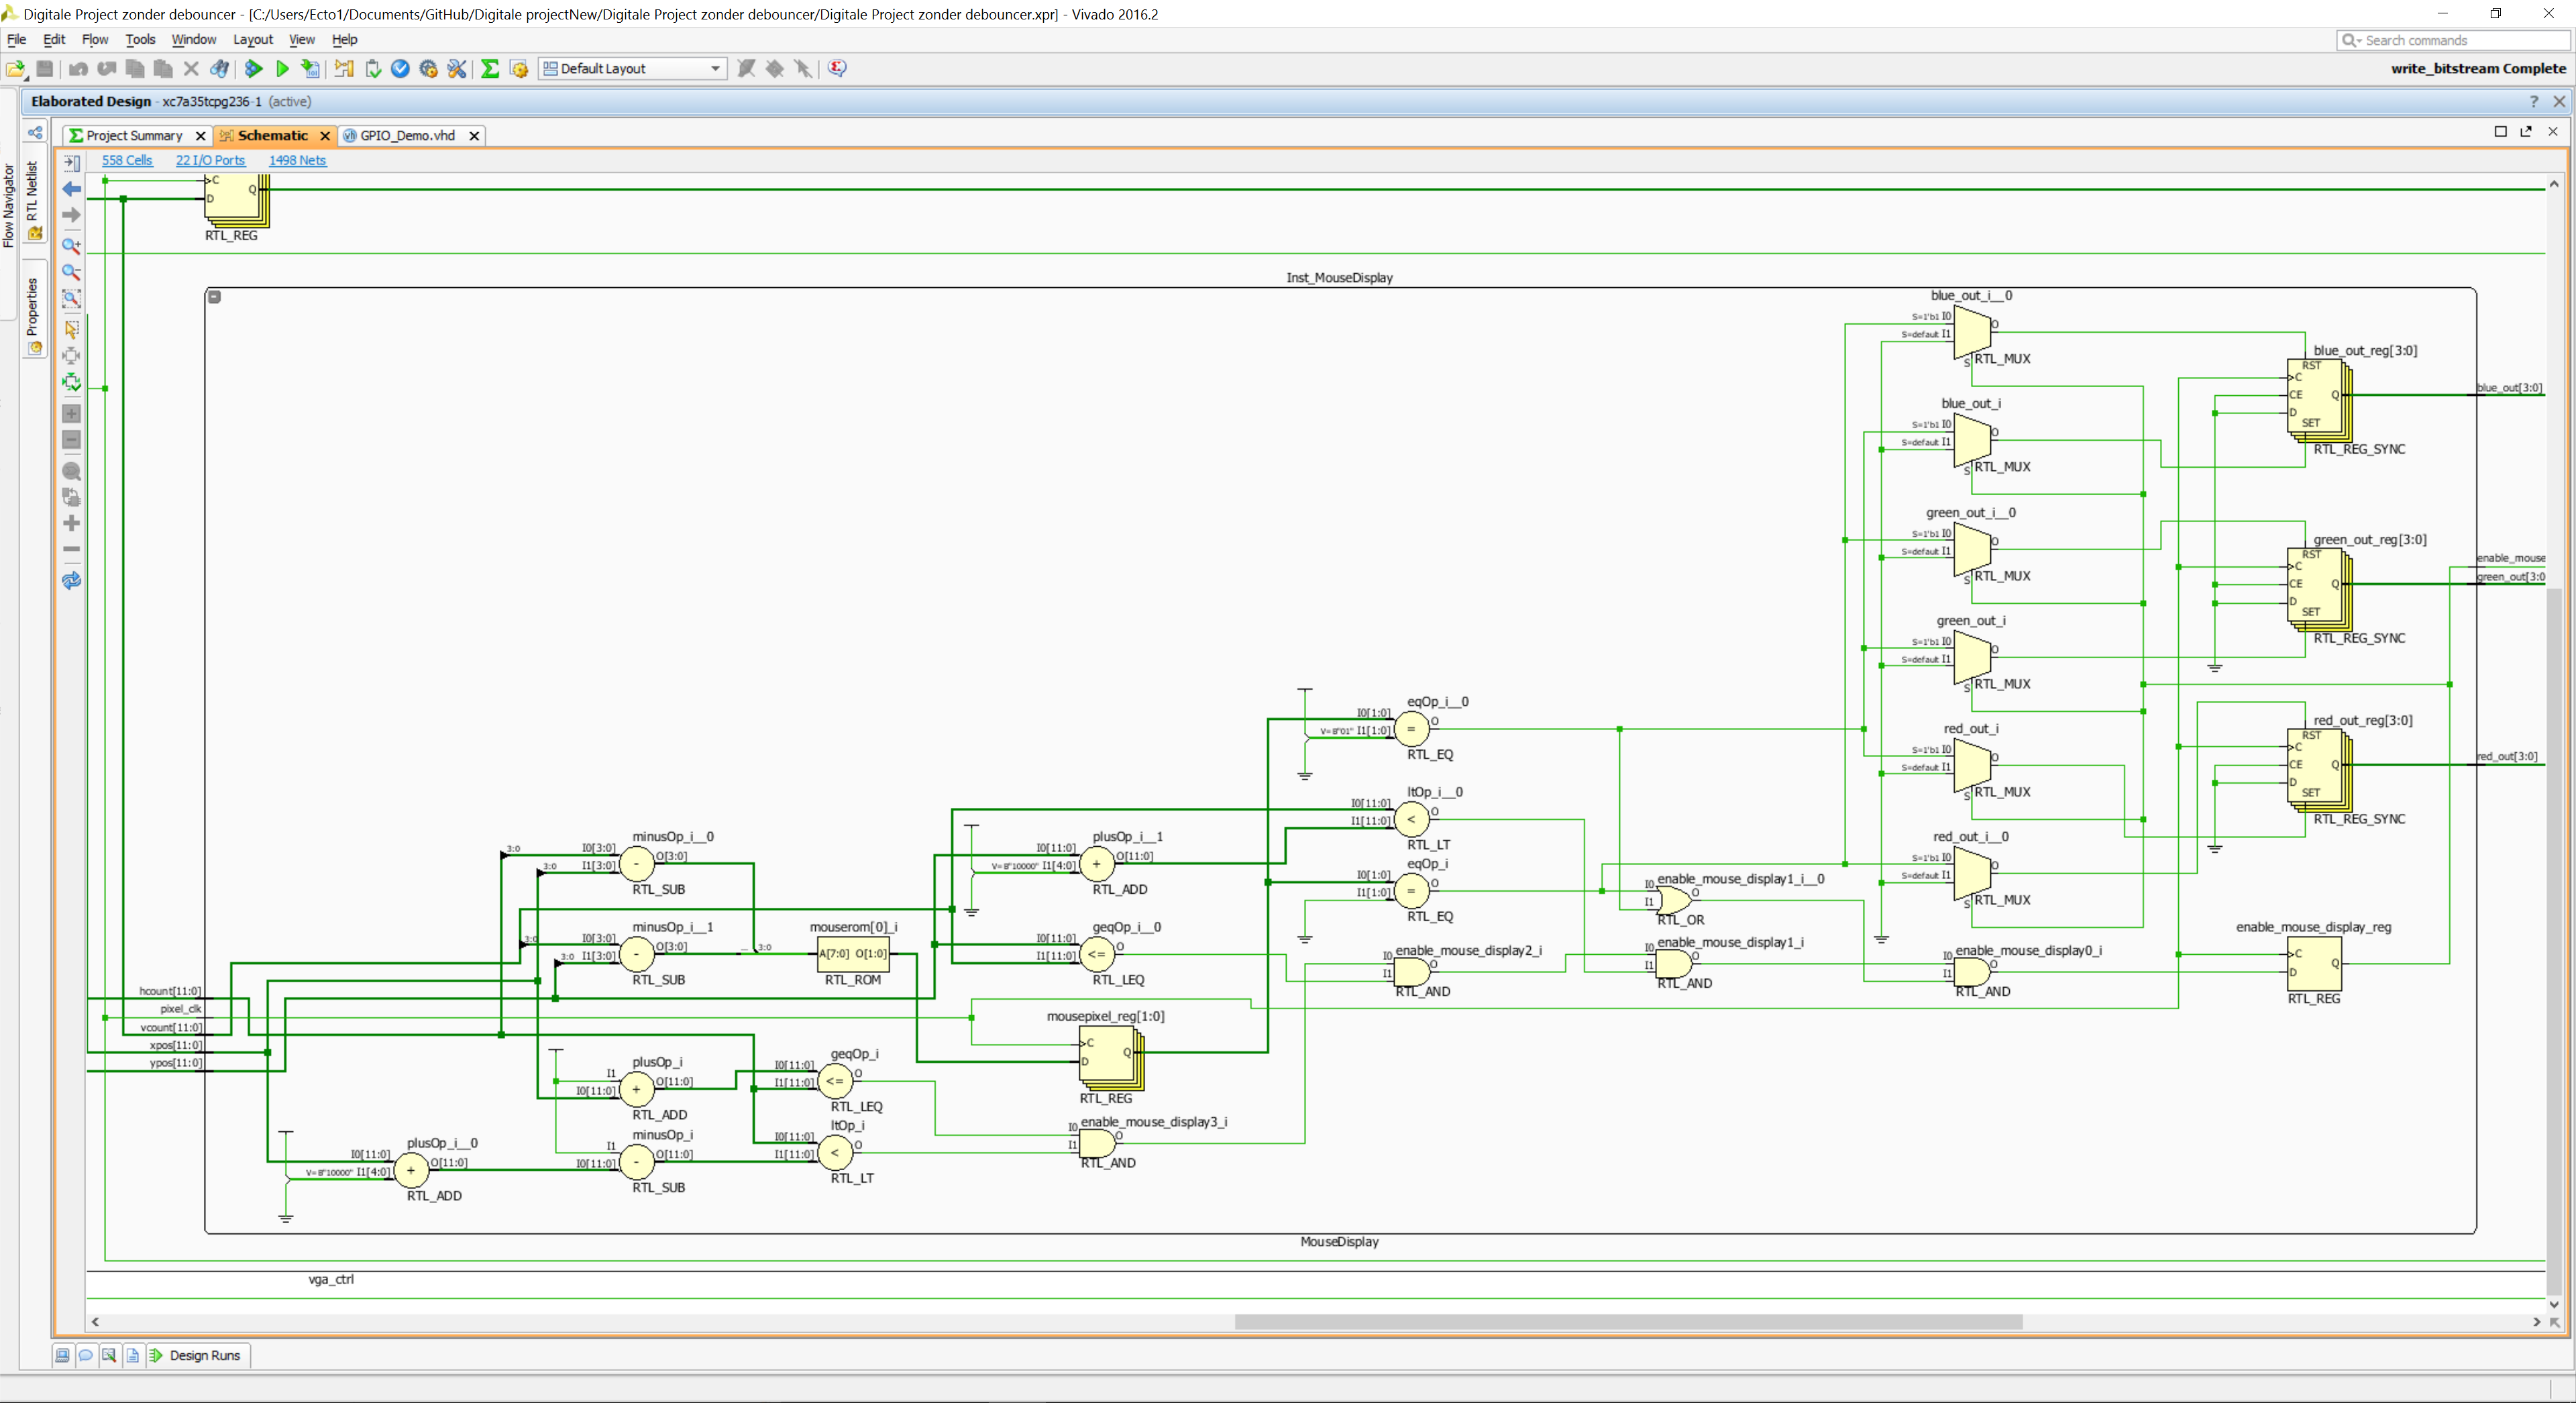 Digitale Project zonder debouncer - [C:/Users/Ecto1/Documents/GitHub/Digitale projectNew/Digitale Project zonder debouncer/Digitale Project zonder debouncer.xpr] - Vivado 2016.2
File Edit Flow Tools Window Layout View Help
Search commands
Default Layout
write_bitstream Complete
Elaborated Design - xc7a35tcpg236-1 (active)
Project Summary Schematic GPIO_Demo.vhd
558 Cells 22 I/O Ports 1498 Nets
Flow Navigator
RTL Netlist
Properties
C
D
Q
RTL_REG
Inst_MouseDisplay
blue_out_i__0
S=1'b1 I0
S=default I1
O
S
RTL_MUX
blue_out_i
S=1'b1 I0
S=default I1
O
S
RTL_MUX
green_out_i__0
S=1'b1 I0
S=default I1
O
S
RTL_MUX
green_out_i
S=1'b1 I0
S=default I1
O
S
RTL_MUX
red_out_i
S=1'b1 I0
S=default I1
O
S
RTL_MUX
red_out_i__0
S=1'b1 I0
S=default I1
O
S
RTL_MUX
blue_out_reg[3:0]
RST
C
CE
D
Q
SET
RTL_REG_SYNC
blue_out[3:0]
green_out_reg[3:0]
RST
C
CE
D
Q
SET
RTL_REG_SYNC
enable_mouse
green_out[3:0
red_out_reg[3:0]
RST
C
CE
D
Q
SET
RTL_REG_SYNC
red_out[3:0]
enable_mouse_display_reg
C
D
Q
RTL_REG
eqOp_i__0
I0[1:0]
V=B"01" I1[1:0]
=
O
RTL_EQ
ltOp_i__0
I0[11:0]
I1[11:0]
<
O
RTL_LT
eqOp_i
I0[1:0]
I1[1:0]
=
O
RTL_EQ
enable_mouse_display1_i__0
I0
I1
O
RTL_OR
enable_mouse_display2_i
I0
I1
O
RTL_AND
enable_mouse_display1_i
I0
I1
O
RTL_AND
enable_mouse_display0_i
I0
I1
O
RTL_AND
minusOp_i__0
3:0
I0[3:0]
3:0
I1[3:0]
-
O[3:0]
RTL_SUB
minusOp_i__1
3:0
I0[3:0]
3:0 I1[3:0]
-
O[3:0]
RTL_SUB
... 3:0
mouserom[0]_i
A[7:0] O[1:0]
RTL_ROM
plusOp_i__1
I0[11:0]
V=B"10000" I1[4:0]
+
O[11:0]
RTL_ADD
geqOp_i__0
I0[11:0]
I1[11:0]
<=
O
RTL_LEQ
mousepixel_reg[1:0]
C
D
Q
RTL_REG
hcount[11:0]
pixel_clk
vcount[11:0]
xpos[11:0]
ypos[11:0]
plusOp_i
I1
I0[11:0]
+
O[11:0]
RTL_ADD
geqOp_i
I0[11:0]
I1[11:0]
<=
O
RTL_LEQ
minusOp_i
I1
I0[11:0]
-
O[11:0]
RTL_SUB
ltOp_i
I0[11:0]
I1[11:0]
<
O
RTL_LT
enable_mouse_display3_i
I0
I1
O
RTL_AND
plusOp_i__0
I0[11:0]
V=B"10000" I1[4:0]
+
O[11:0]
RTL_ADD
MouseDisplay
vga_ctrl
Design Runs